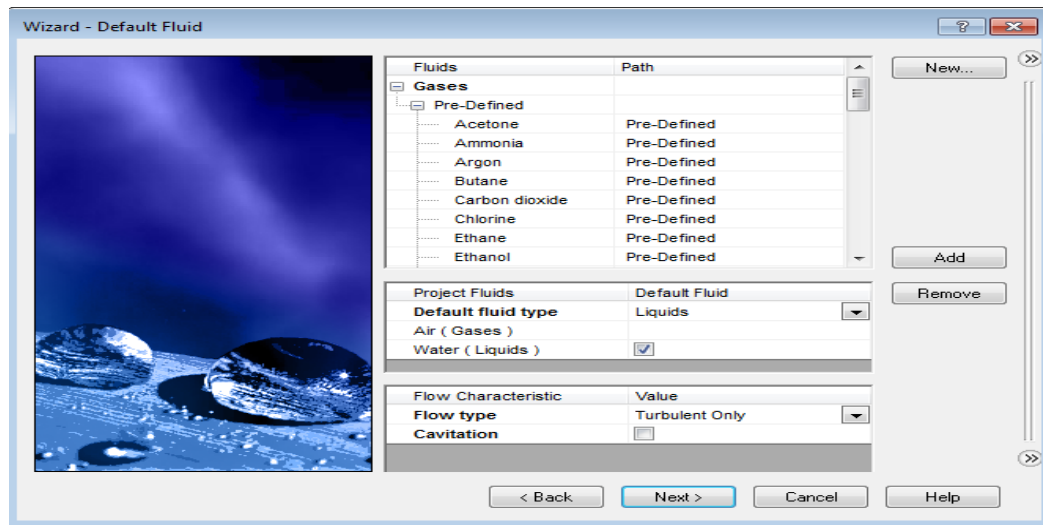 Wizard - Default Fluid
Fluids Path
Gases
Pre-Defined
Acetone Pre-Defined
Ammonia Pre-Defined
Argon Pre-Defined
Butane Pre-Defined
Carbon dioxide Pre-Defined
Chlorine Pre-Defined
Ethane Pre-Defined
Ethanol Pre-Defined
New...
Add
Remove
Project Fluids Default Fluid
Default fluid type Liquids
Air ( Gases )
Water ( Liquids )
Flow Characteristic Value
Flow type Turbulent Only
Cavitation
< Back Next > Cancel Help